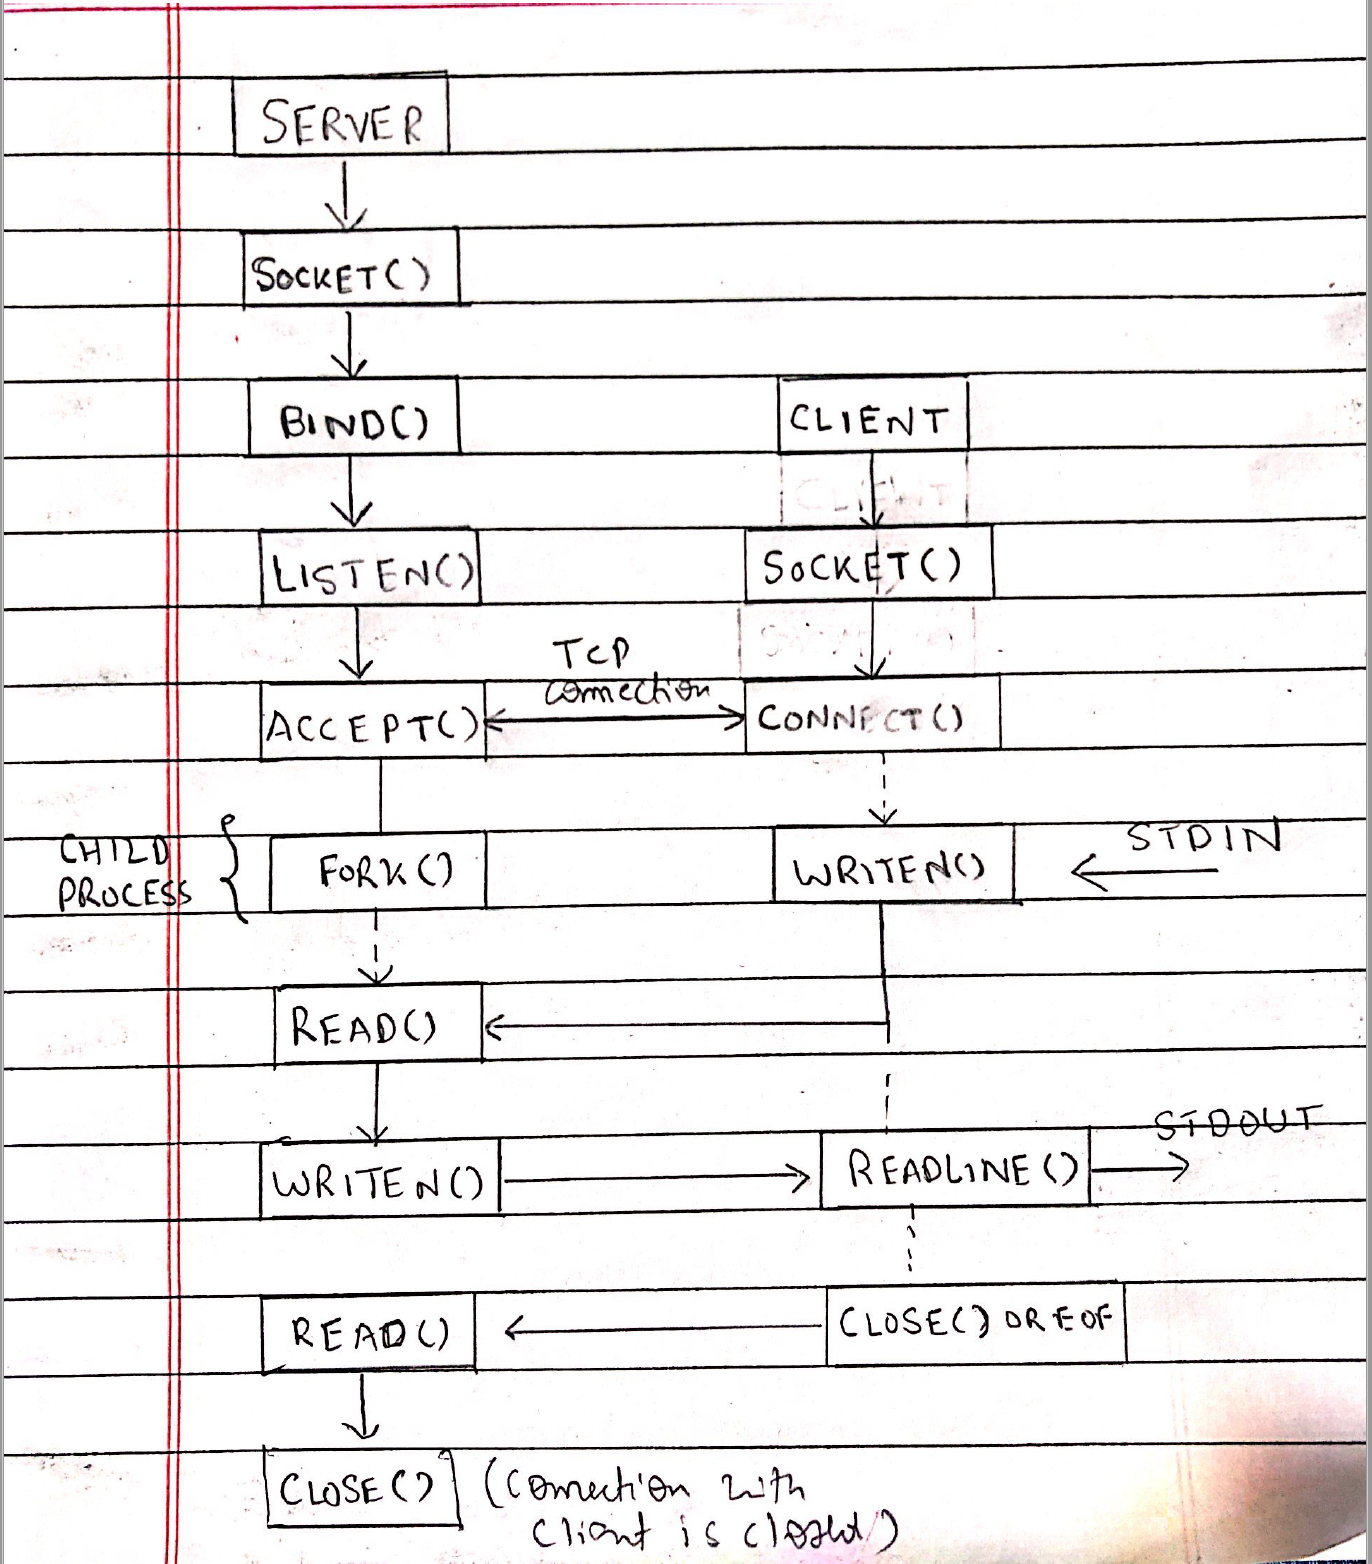 SERVER
SOCKET()
BIND()
CLIENT
LISTEN()
SOCKET()
TCP
connection
ACCEPT()
CONNECT()
CHILD
PROCESS
FORK()
WRITEN()
STDIN
READ()
STDOUT
WRITEN()
READLINE()
READ()
CLOSE() OR EOF
CLOSE() (Connection with
Client is closed)